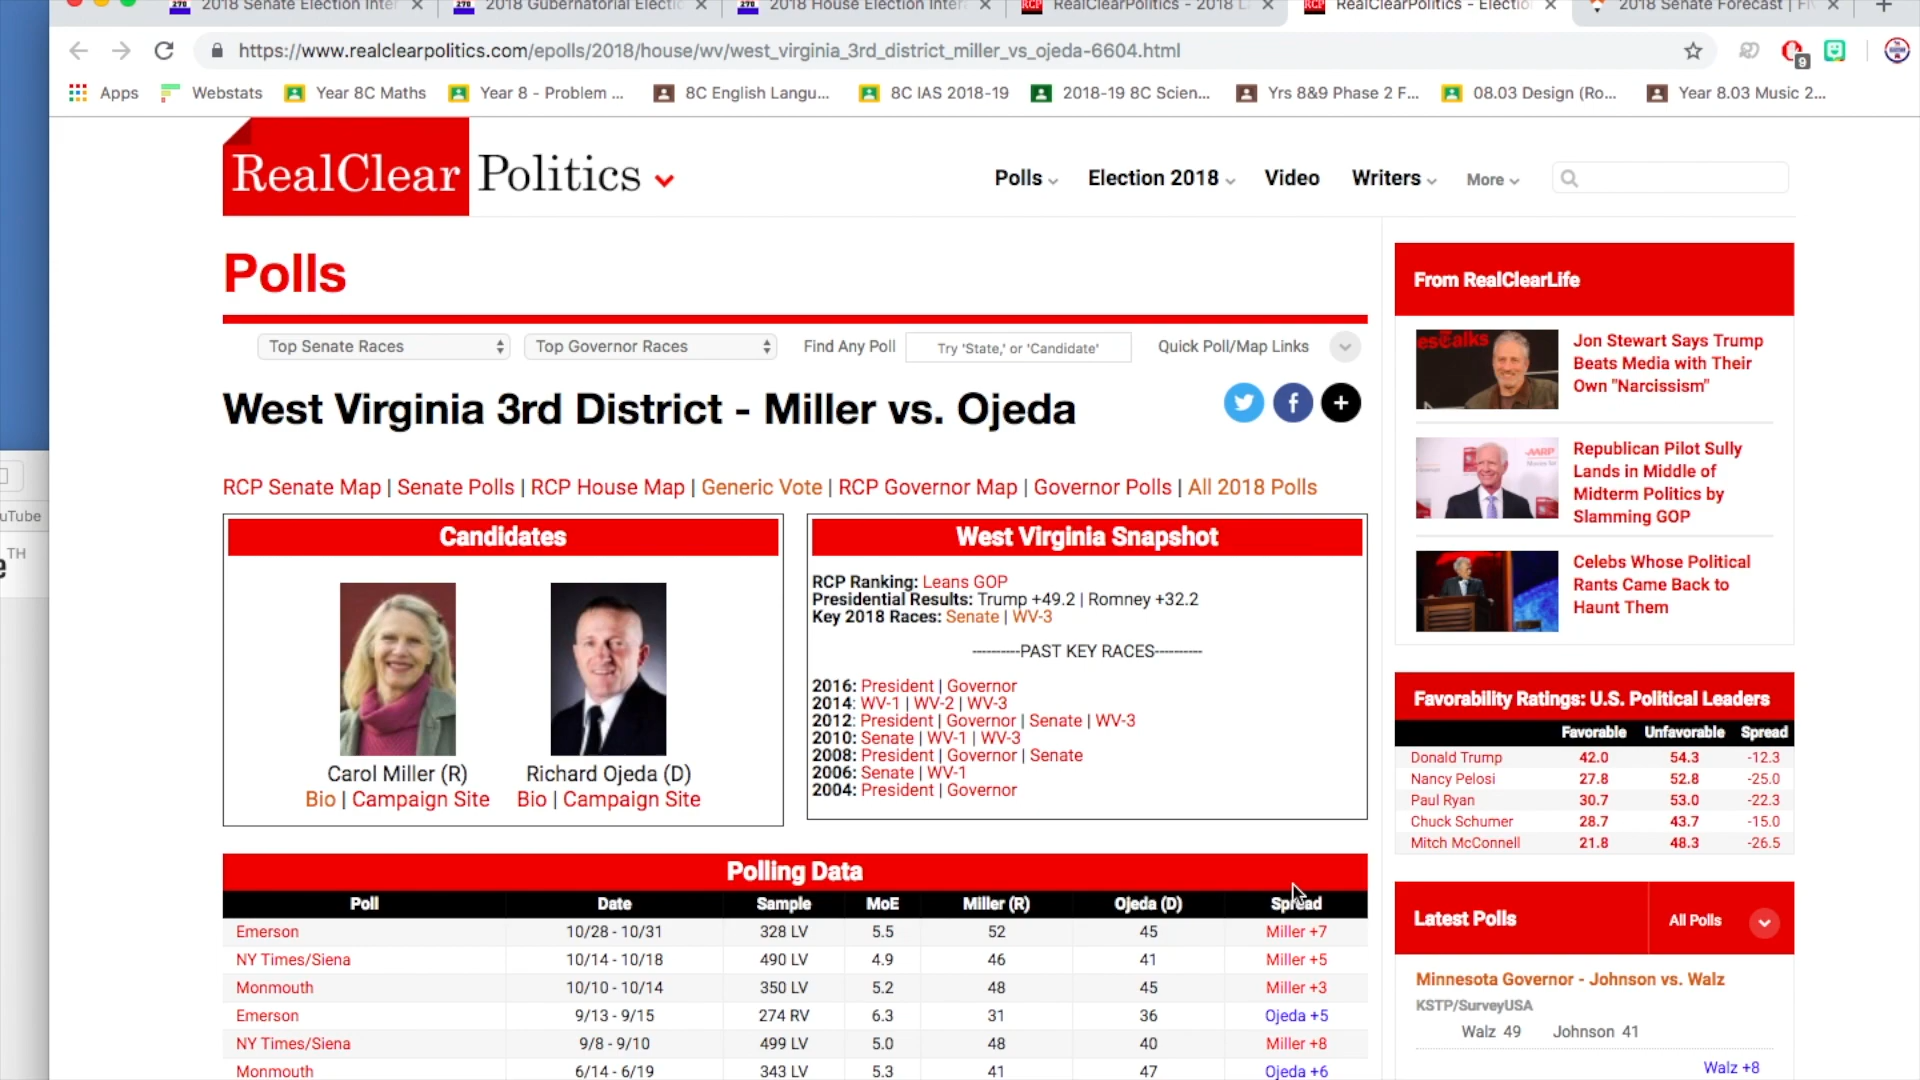 2018 Senate Election Inter
2018 Gubernatorial Electic
2018 House Election Intera
RealClearPolitics - 2018 L
RealClearPolitics - Electio
2018 Senate Forecast | Fiv
https://www.realclearpolitics.com/epolls/2018/house/wv/west_virginia_3rd_district_miller_vs_ojeda-6604.html
9
Apps
Webstats
Year 8C Maths
Year 8 - Problem ...
8C English Langu...
8C IAS 2018-19
2018-19 8C Scien...
Yrs 8&9 Phase 2 F...
08.03 Design (Ro...
Year 8.03 Music 2...
RealClear Politics
Polls
Election 2018
Video
Writers
More
Polls
Top Senate Races
Top Governor Races
Find Any Poll
Try 'State,' or 'Candidate'
Quick Poll/Map Links
West Virginia 3rd District - Miller vs. Ojeda
RCP Senate Map | Senate Polls | RCP House Map | Generic Vote | RCP Governor Map | Governor Polls | All 2018 Polls
Candidates
Carol Miller (R)
Bio | Campaign Site
Richard Ojeda (D)
Bio | Campaign Site
West Virginia Snapshot
RCP Ranking: Leans GOP
Presidential Results: Trump +49.2 | Romney +32.2
Key 2018 Races: Senate | WV-3
----------PAST KEY RACES----------
2016: President | Governor
2014: WV-1 | WV-2 | WV-3
2012: President | Governor | Senate | WV-3
2010: Senate | WV-1 | WV-3
2008: President | Governor | Senate
2006: Senate | WV-1
2004: President | Governor
Polling Data
Poll Date Sample MoE Miller (R) Ojeda (D) Spread
Emerson 10/28 - 10/31 328 LV 5.5 52 45 Miller +7
NY Times/Siena 10/14 - 10/18 490 LV 4.9 46 41 Miller +5
Monmouth 10/10 - 10/14 350 LV 5.2 48 45 Miller +3
Emerson 9/13 - 9/15 274 RV 6.3 31 36 Ojeda +5
NY Times/Siena 9/8 - 9/10 499 LV 5.0 48 40 Miller +8
Monmouth 6/14 - 6/19 343 LV 5.3 41 47 Ojeda +6
From RealClearLife
Jon Stewart Says Trump
Beats Media with Their
Own "Narcissism"
Republican Pilot Sully
Lands in Middle of
Midterm Politics by
Slamming GOP
Celebs Whose Political
Rants Came Back to
Haunt Them
Favorability Ratings: U.S. Political Leaders
Favorable Unfavorable Spread
Donald Trump 42.0 54.3 -12.3
Nancy Pelosi 27.8 52.8 -25.0
Paul Ryan 30.7 53.0 -22.3
Chuck Schumer 28.7 43.7 -15.0
Mitch McConnell 21.8 48.3 -26.5
Latest Polls
All Polls
Minnesota Governor - Johnson vs. Walz
KSTP/SurveyUSA
Walz 49 Johnson 41
Walz +8
uTube
TH